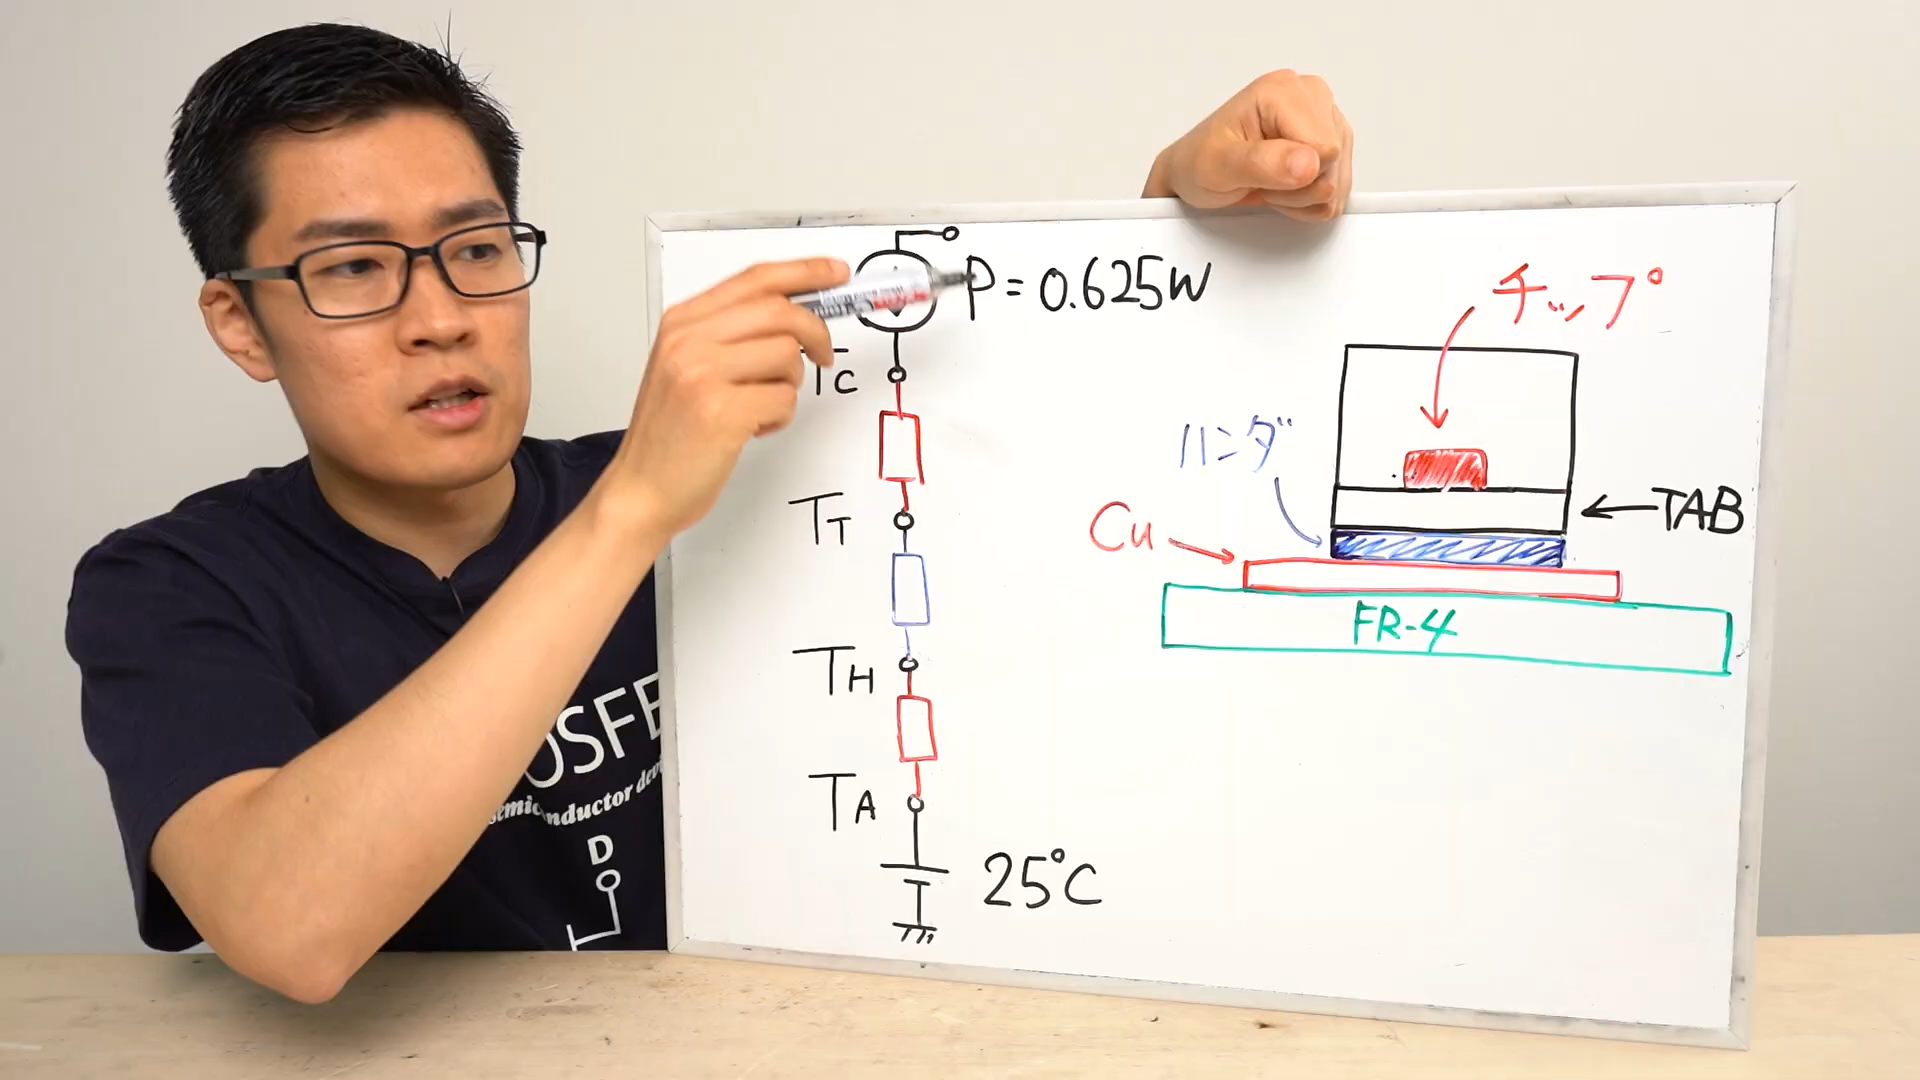 P = 0.625W
Tc
TT
TH
TA
25°C
チップ
ハンダ
Cu
TAB
FR-4
OSFE
semiconductor devi
D